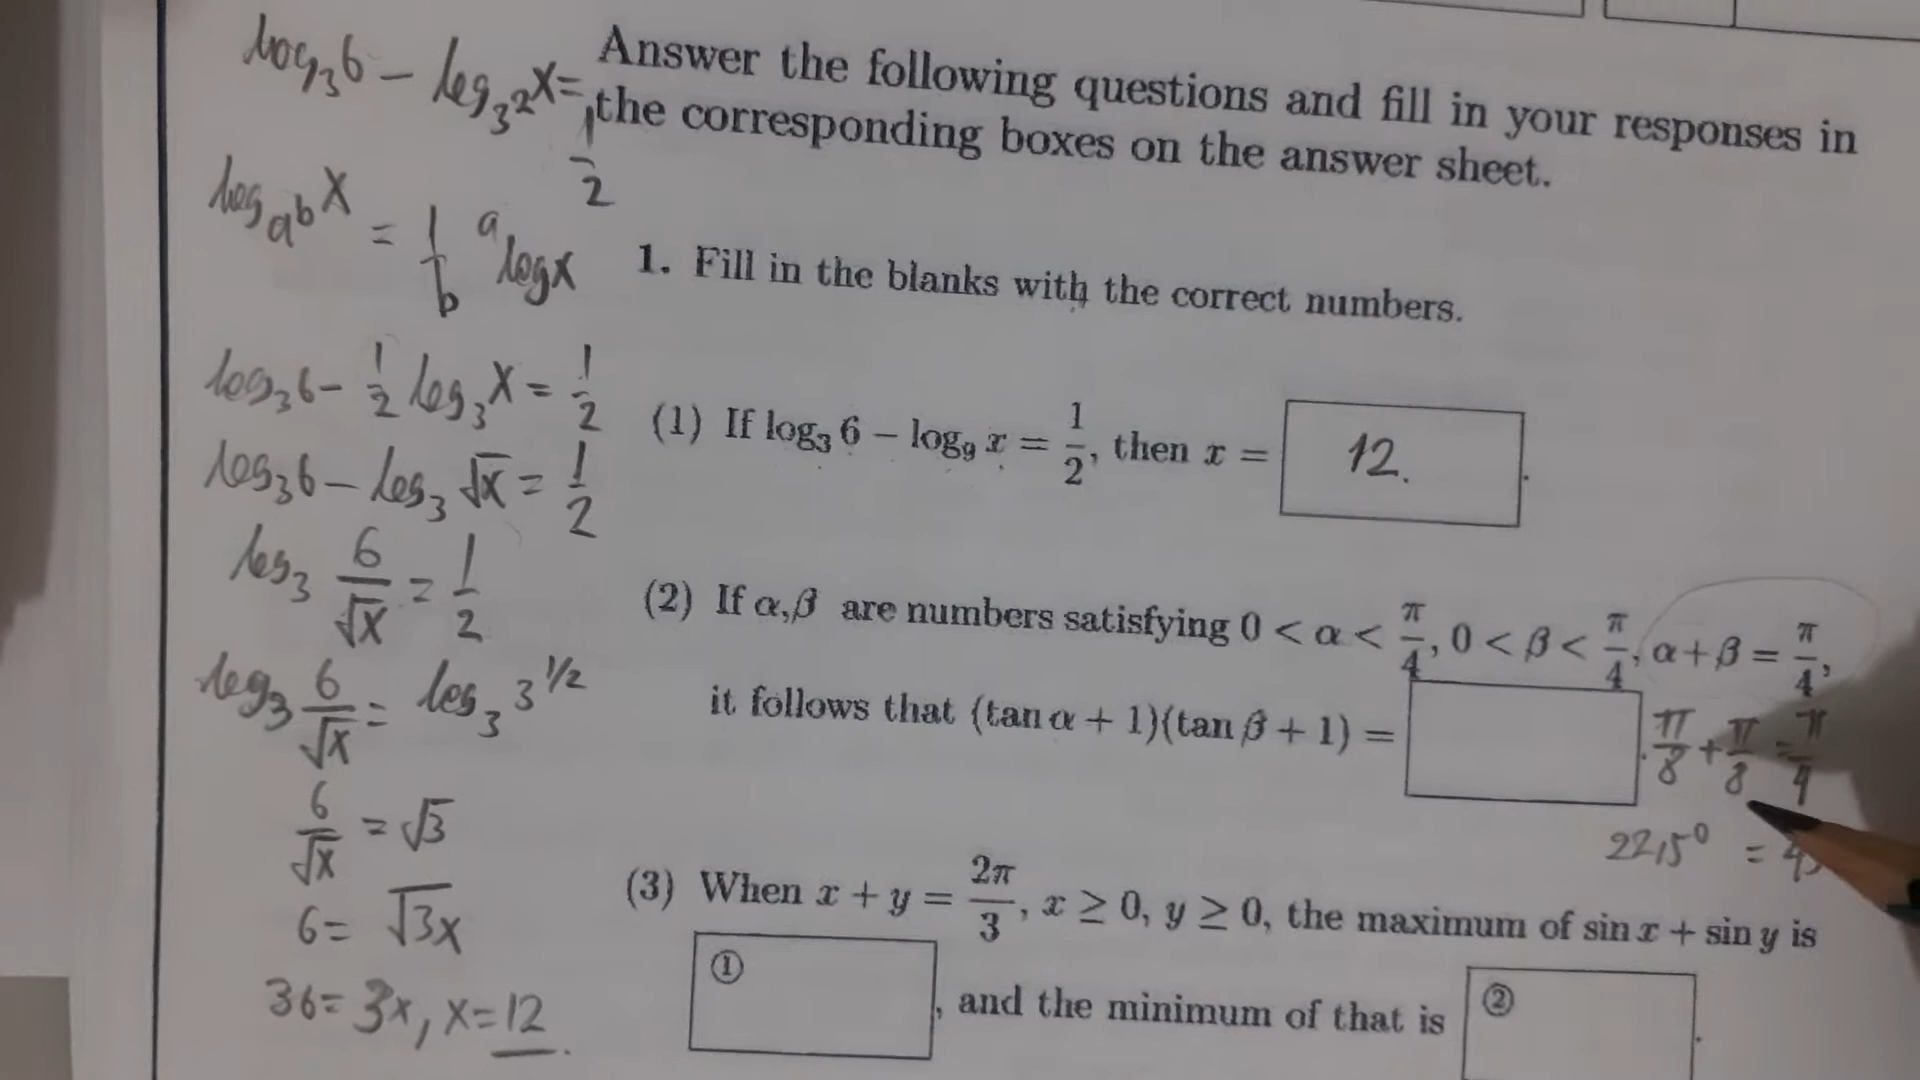 log₃6 − log₃²x = 1/2
Answer the following questions and fill in your responses in
the corresponding boxes on the answer sheet.
log_{a^b} x = 1/b ᵃlog x
1. Fill in the blanks with the correct numbers.
log₃6 − 1/2 log₃x = 1/2
log₃6 − log₃√x = 1/2
log₃ 6/√x = 1/2
log₃ 6/√x = log₃ 3^{1/2}
6/√x = √3
6 = √3x
36 = 3x, x = 12.
(1) If log₃ 6 − log₉ x = 1/2, then x = 12. .
(2) If α,β are numbers satisfying 0 < α < π/4, 0 < β < π/4, α+β = π/4,
it follows that (tan α + 1)(tan β + 1) = .
π/8 + π/8 = π/4
22,5⁰ =
(3) When x + y = 2π/3, x ≥ 0, y ≥ 0, the maximum of sin x + sin y is
① , and the minimum of that is ② .